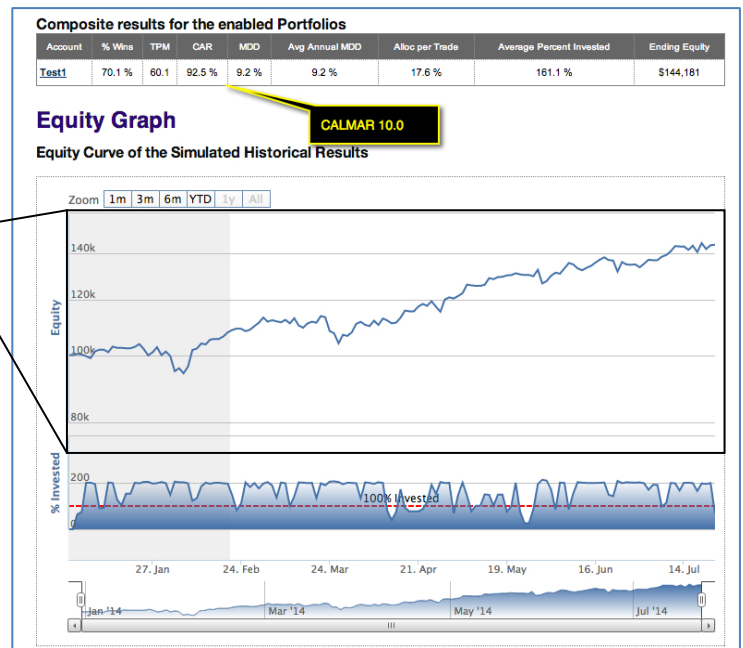 Composite results for the enabled Portfolios
Account % Wins TPM CAR MDD Avg Annual MDD Alloc per Trade Average Percent Invested Ending Equity
Test1 70.1 % 60.1 92.5 % 9.2 % 9.2 % 17.6 % 161.1 % $144,181
CALMAR 10.0
Equity Graph
Equity Curve of the Simulated Historical Results
Zoom 1m 3m 6m YTD 1y All
140k
120k
Equity
100k
80k
% Invested
200
100% Invested
0
27. Jan 24. Feb 24. Mar 21. Apr 19. May 16. Jun 14. Jul
Jan '14 Mar '14 May '14 Jul '14